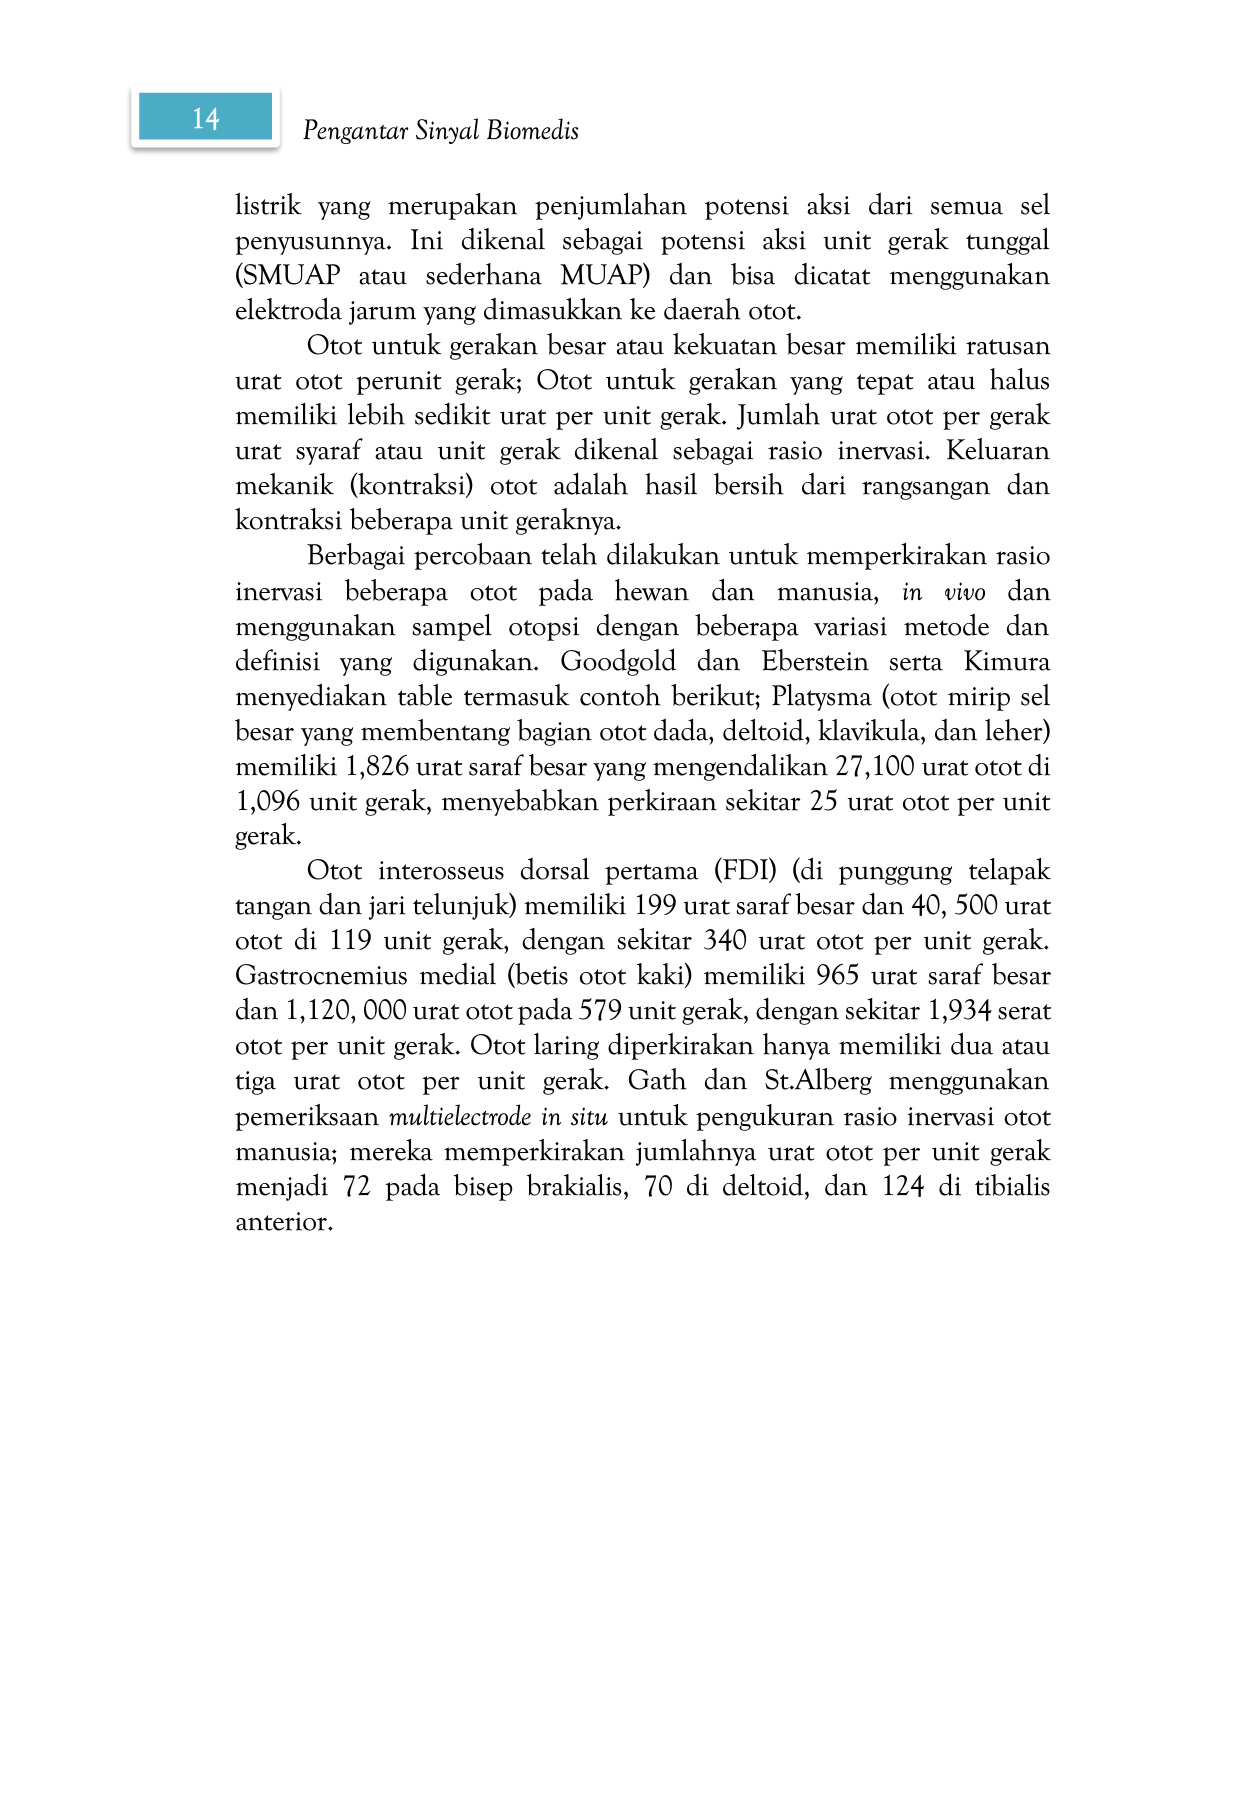 14
Pengantar Sinyal Biomedis
listrik yang merupakan penjumlahan potensi aksi dari semua sel
penyusunnya. Ini dikenal sebagai potensi aksi unit gerak tunggal
(SMUAP atau sederhana MUAP) dan bisa dicatat menggunakan
elektroda jarum yang dimasukkan ke daerah otot.
Otot untuk gerakan besar atau kekuatan besar memiliki ratusan
urat otot perunit gerak; Otot untuk gerakan yang tepat atau halus
memiliki lebih sedikit urat per unit gerak. Jumlah urat otot per gerak
urat syaraf atau unit gerak dikenal sebagai rasio inervasi. Keluaran
mekanik (kontraksi) otot adalah hasil bersih dari rangsangan dan
kontraksi beberapa unit geraknya.
Berbagai percobaan telah dilakukan untuk memperkirakan rasio
inervasi beberapa otot pada hewan dan manusia, in vivo dan
menggunakan sampel otopsi dengan beberapa variasi metode dan
definisi yang digunakan. Goodgold dan Eberstein serta Kimura
menyediakan table termasuk contoh berikut; Platysma (otot mirip sel
besar yang membentang bagian otot dada, deltoid, klavikula, dan leher)
memiliki 1,826 urat saraf besar yang mengendalikan 27,100 urat otot di
1,096 unit gerak, menyebabkan perkiraan sekitar 25 urat otot per unit
gerak.
Otot interosseus dorsal pertama (FDI) (di punggung telapak
tangan dan jari telunjuk) memiliki 199 urat saraf besar dan 40, 500 urat
otot di 119 unit gerak, dengan sekitar 340 urat otot per unit gerak.
Gastrocnemius medial (betis otot kaki) memiliki 965 urat saraf besar
dan 1,120, 000 urat otot pada 579 unit gerak, dengan sekitar 1,934 serat
otot per unit gerak. Otot laring diperkirakan hanya memiliki dua atau
tiga urat otot per unit gerak. Gath dan St.Alberg menggunakan
pemeriksaan multielectrode in situ untuk pengukuran rasio inervasi otot
manusia; mereka memperkirakan jumlahnya urat otot per unit gerak
menjadi 72 pada bisep brakialis, 70 di deltoid, dan 124 di tibialis
anterior.